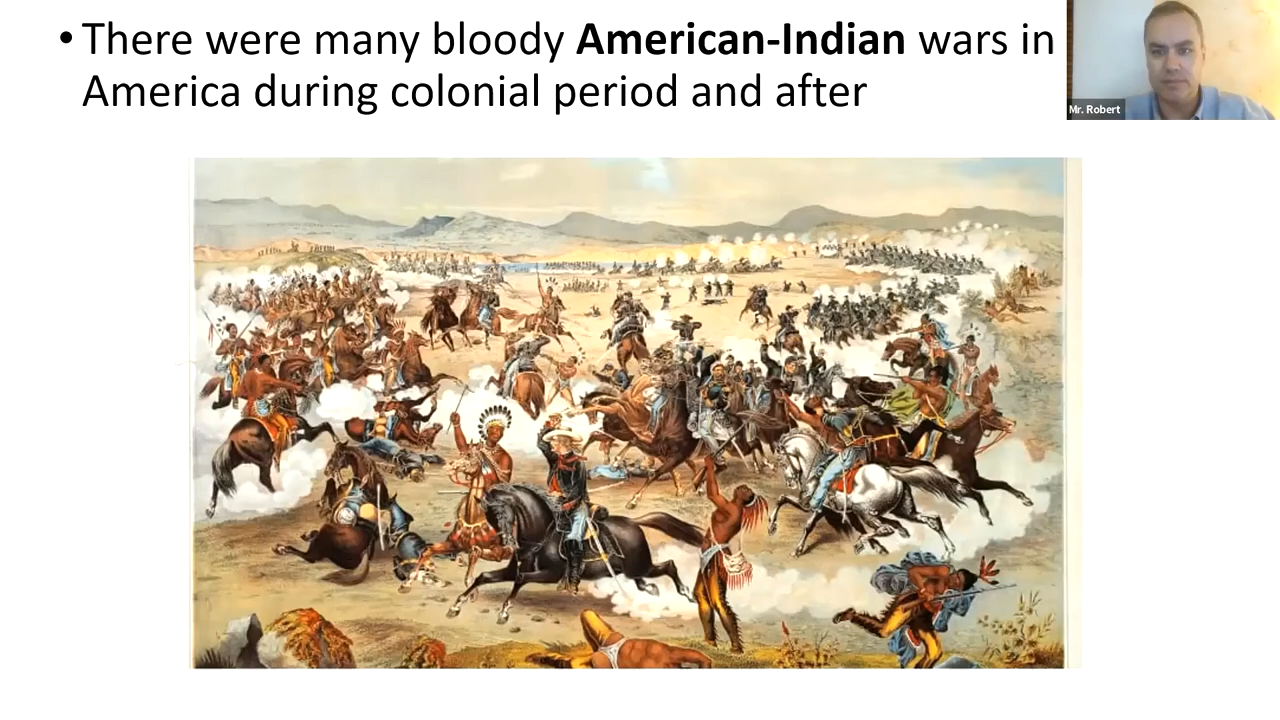 • There were many bloody American-Indian wars in
America during colonial period and after
Mr. Robert